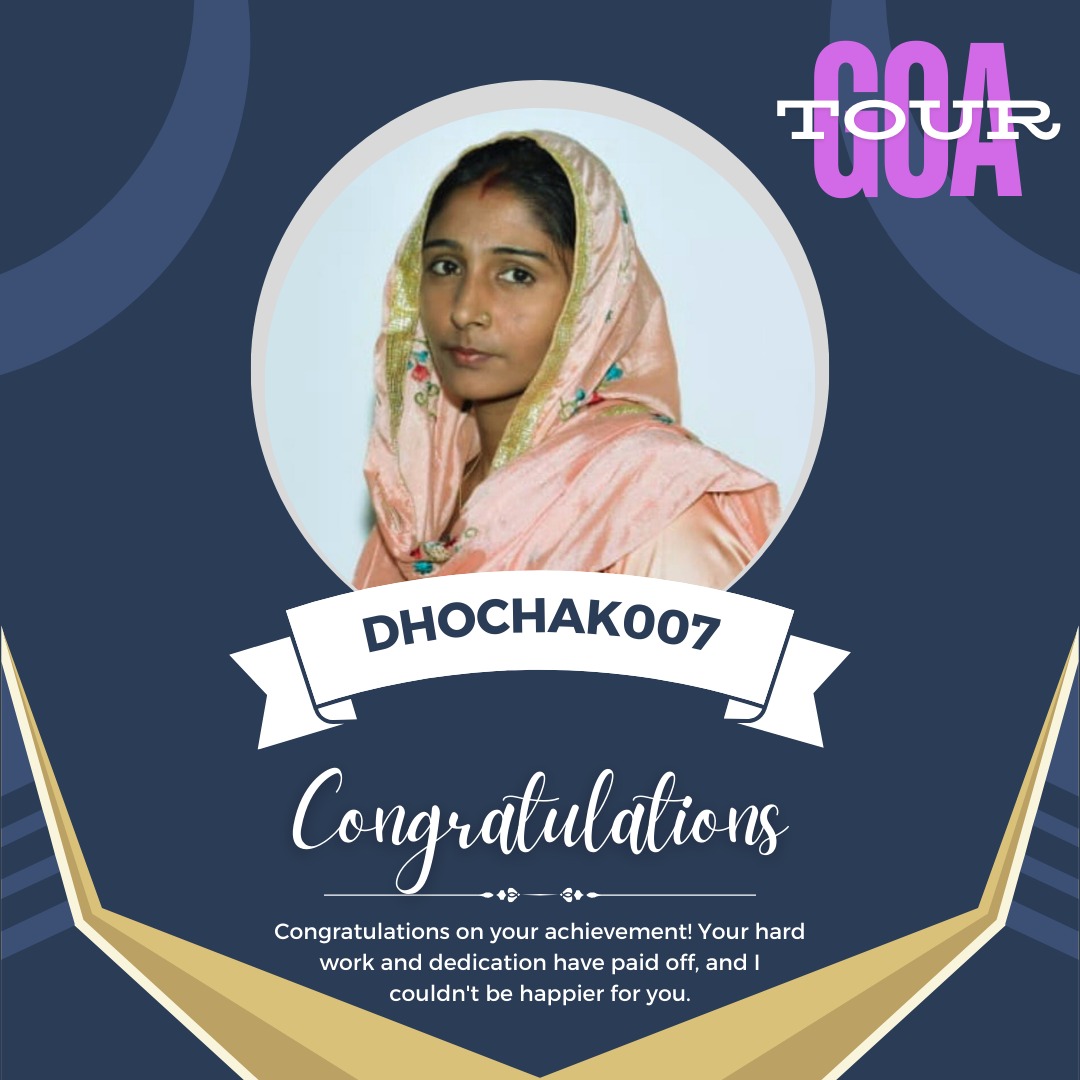 GOA
TOUR
DHOCHAK007
Congratulations
Congratulations on your achievement! Your hard
work and dedication have paid off, and I
couldn't be happier for you.